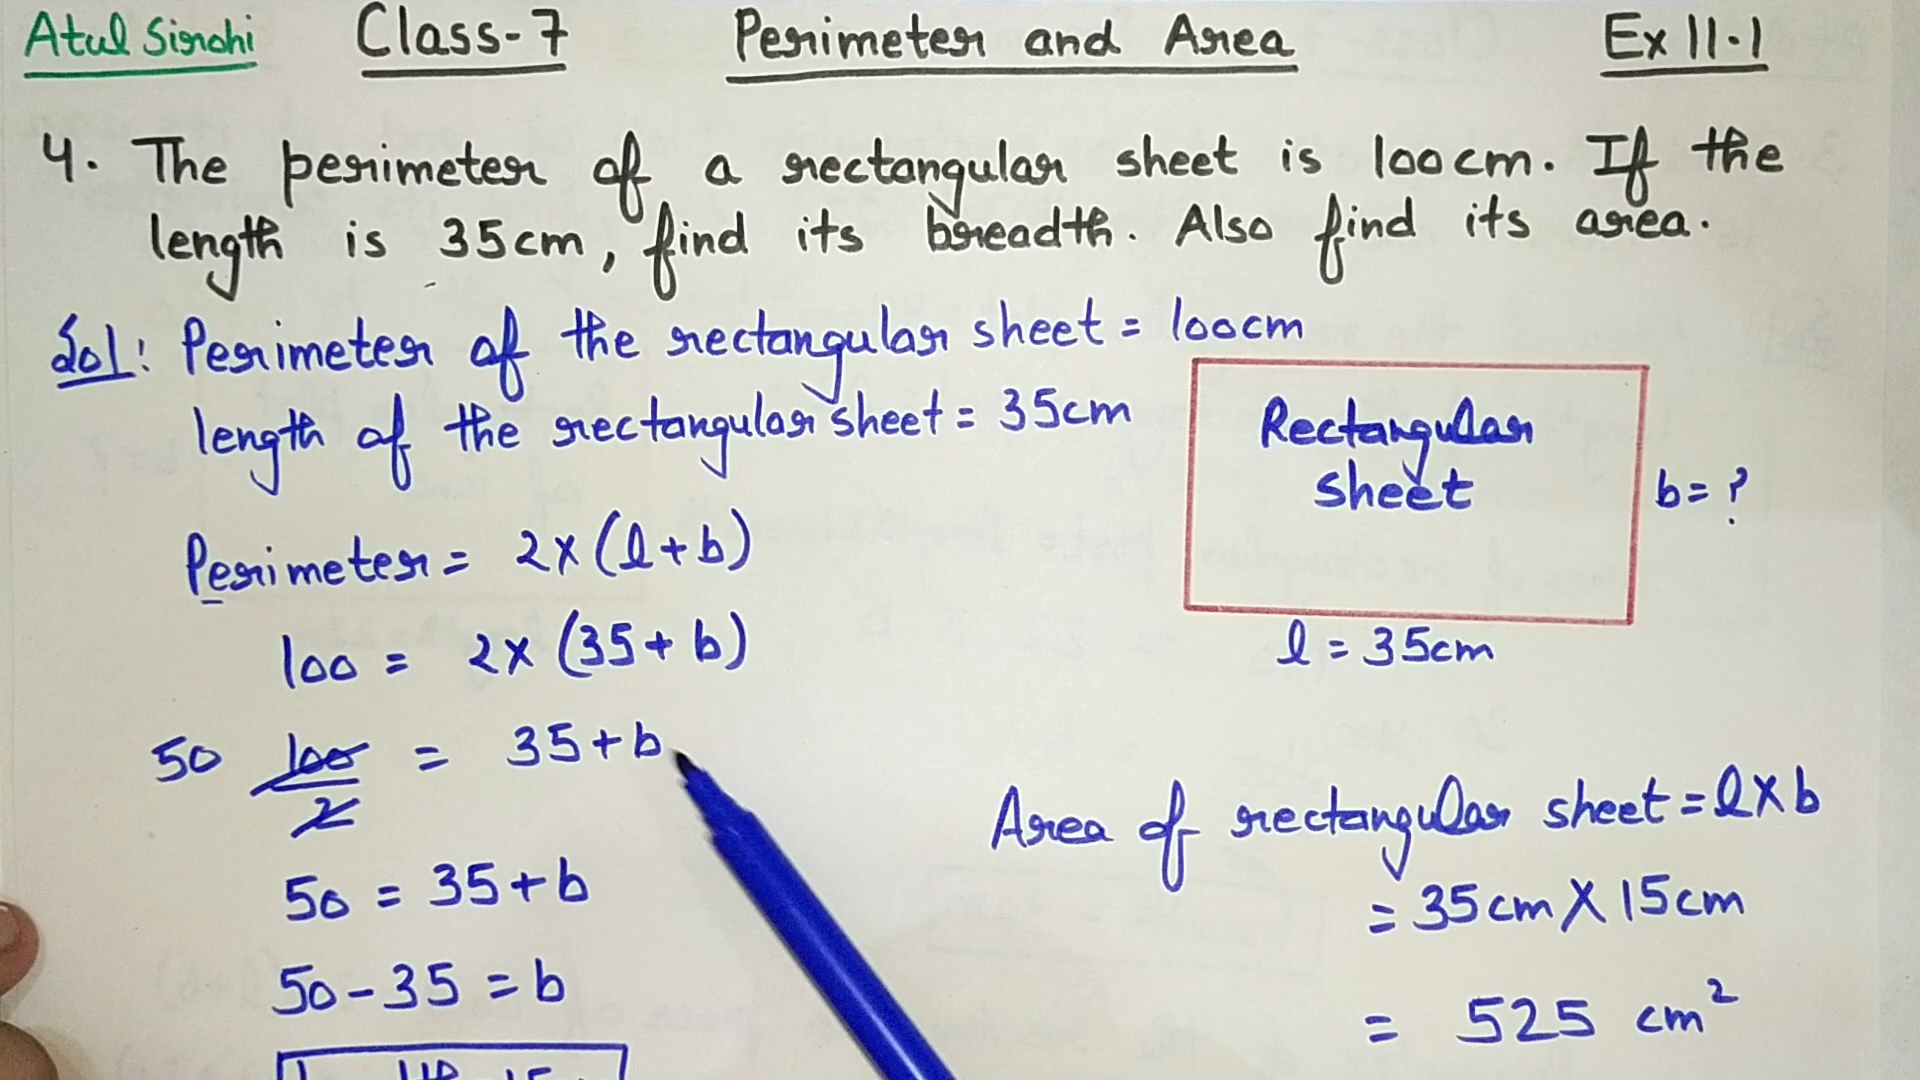 Atul Sirohi Class-7 Perimeter and Area Ex 11.1
4. The perimeter of a rectangular sheet is 100cm. If the
length is 35cm, find its breadth. Also find its area.
Sol: Perimeter of the rectangular sheet = 100cm
length of the rectangular sheet = 35cm
Rectangular
sheet
b = ?
l = 35cm
Perimeter = 2×(l+b)
100 = 2×(35+b)
50 100/2 = 35+b
50 = 35+b
50-35 = b
Area of rectangular sheet = l×b
= 35cm × 15cm
= 525 cm²